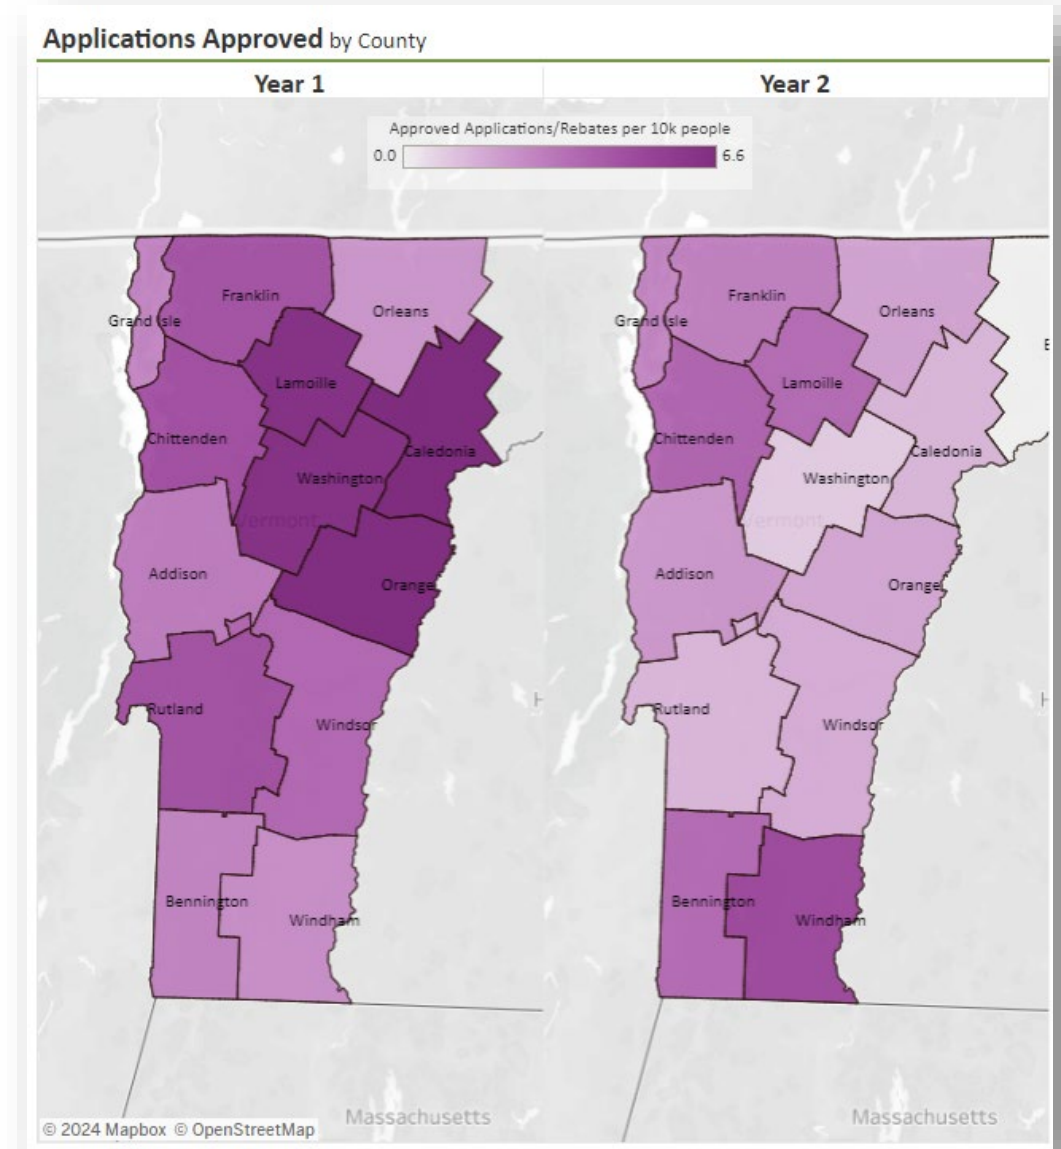 Applications Approved by County
Year 1
Year 2
Approved Applications/Rebates per 10k people
0.0
6.6
Franklin
Orleans
Grand Isle
Lamoille
Chittenden
Caledonia
Washington
Vermont
Addison
Orange
Rutland
Windsor
Bennington
Windham
Massachusetts
© 2024 Mapbox © OpenStreetMap
Franklin
Orleans
Grand Isle
E
Lamoille
Chittenden
Caledonia
Washington
Vermont
Addison
Orange
Rutland
Windsor
Bennington
Windham
Massachusetts